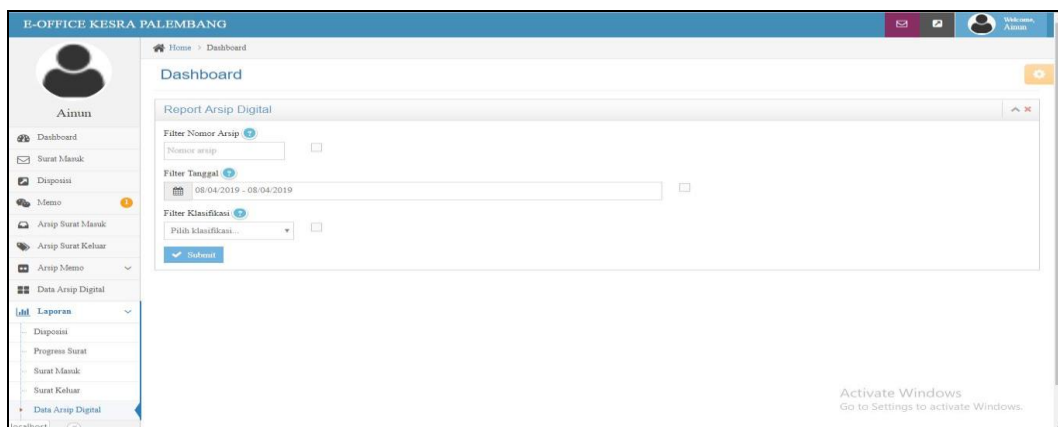 E-OFFICE KESRA PALEMBANG
Welcome,
Ainun
Home > Dashboard
Dashboard
Ainun
Dashboard
Surat Masuk
Disposisi
Memo
Arsip Surat Masuk
Arsip Surat Keluar
Arsip Memo
Data Arsip Digital
Laporan
Disposisi
Progress Surat
Surat Masuk
Surat Keluar
Data Arsip Digital
localhost
Report Arsip Digital
Filter Nomor Arsip ?
Nomor arsip
Filter Tanggal ?
08/04/2019 - 08/04/2019
Filter Klasifikasi ?
Pilih klasifikasi...
Submit
Activate Windows
Go to Settings to activate Windows.